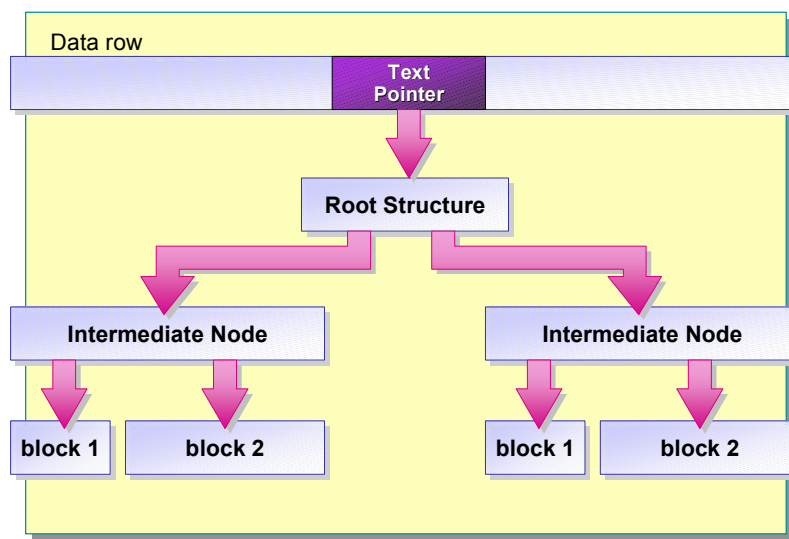 Data row
Text
Pointer
Root Structure
Intermediate Node
Intermediate Node
block 1
block 2
block 1
block 2